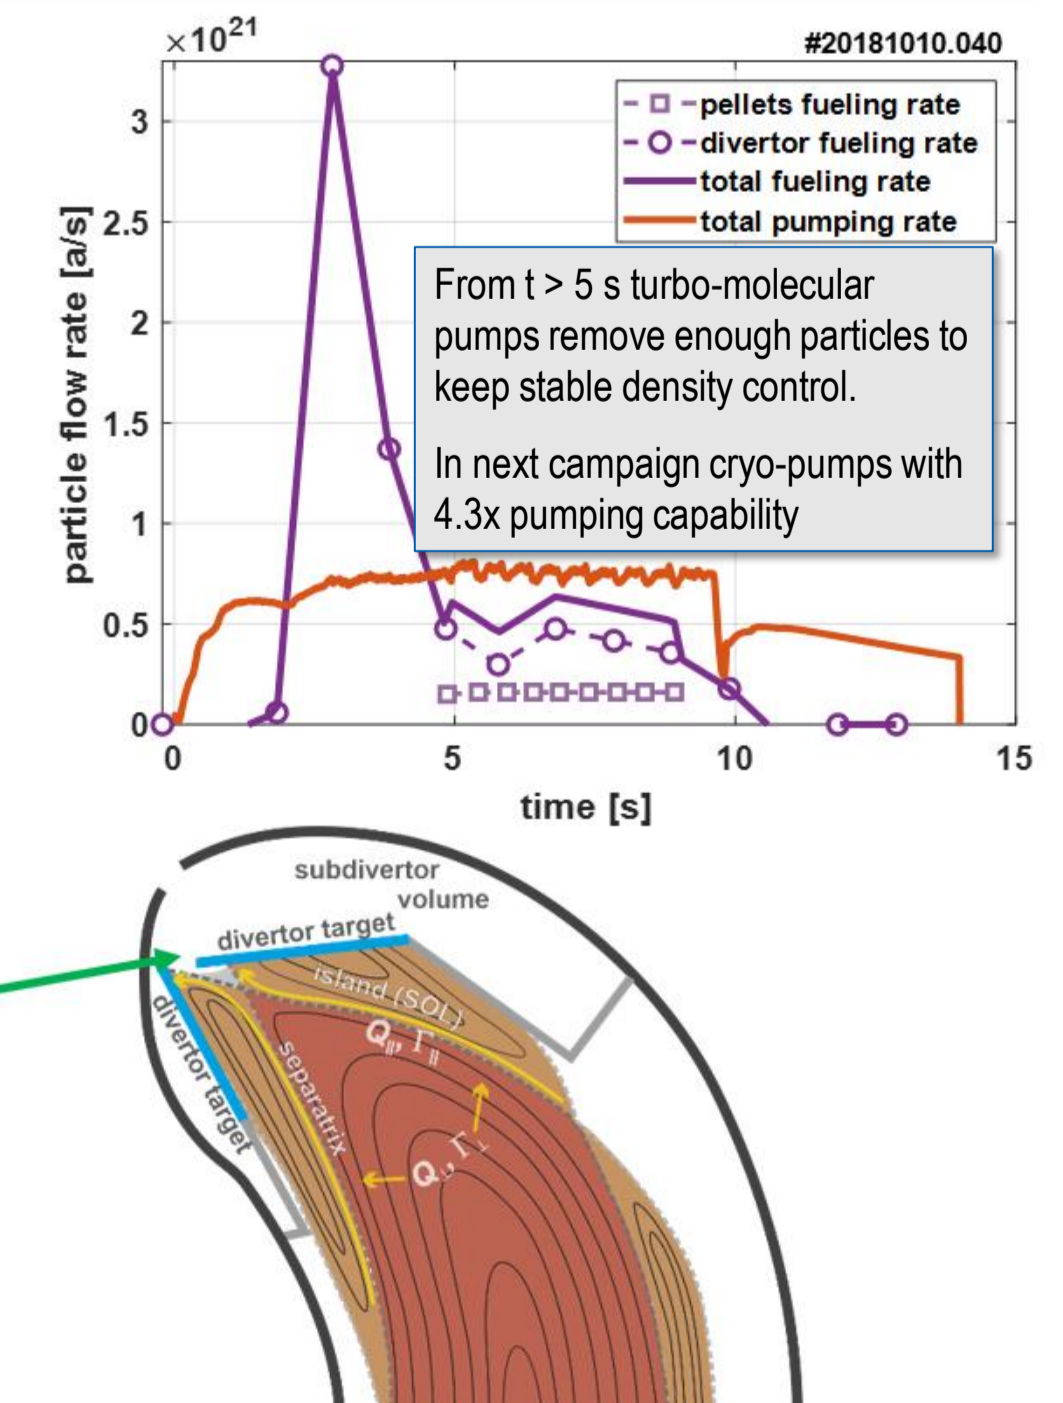 ×10²¹
#20181010.040
pellets fueling rate
divertor fueling rate
total fueling rate
total pumping rate
particle flow rate [a/s]
3
2.5
2
1.5
1
0.5
0
From t > 5 s turbo-molecular
pumps remove enough particles to
keep stable density control.
In next campaign cryo-pumps with
4.3x pumping capability
0 5 10 15
time [s]
subdivertor
volume
divertor target
island (SOL)
Q∥, Γ∥
divertor target
separatrix
Q⊥, Γ⊥